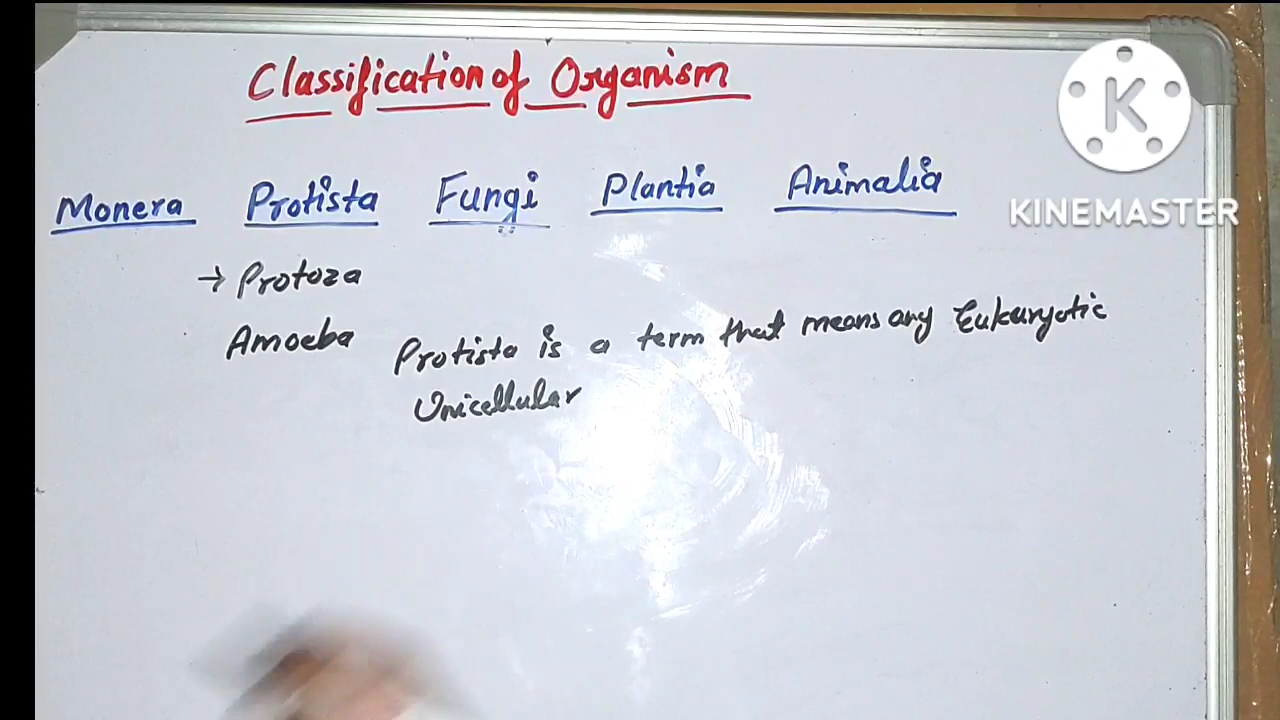 Classification of Organism
Monera Protista Fungi Plantia Animalia
→ Protoza
Amoeba
Protista is a term that means any Eukaryotic
Unicellular
K
KINEMASTER